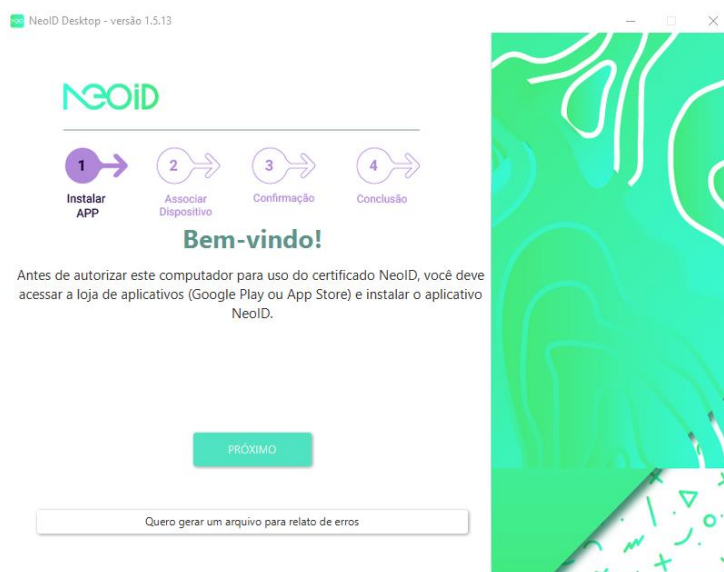 NeoID Desktop - versão 1.5.13
NEOiD
1 2 3 4
Instalar APP
Associar Dispositivo
Confirmação
Conclusão
Bem-vindo!
Antes de autorizar este computador para uso do certificado NeoID, você deve
acessar a loja de aplicativos (Google Play ou App Store) e instalar o aplicativo
NeoID.
PRÓXIMO
Quero gerar um arquivo para relato de erros